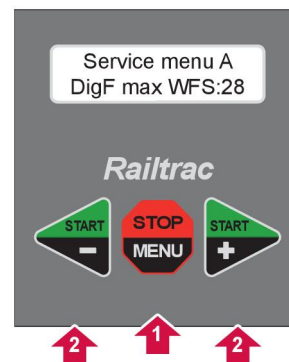 Service menu A
DigF max WFS:28
Railtrac
START
STOP
START
-
MENU
+
2
1
2